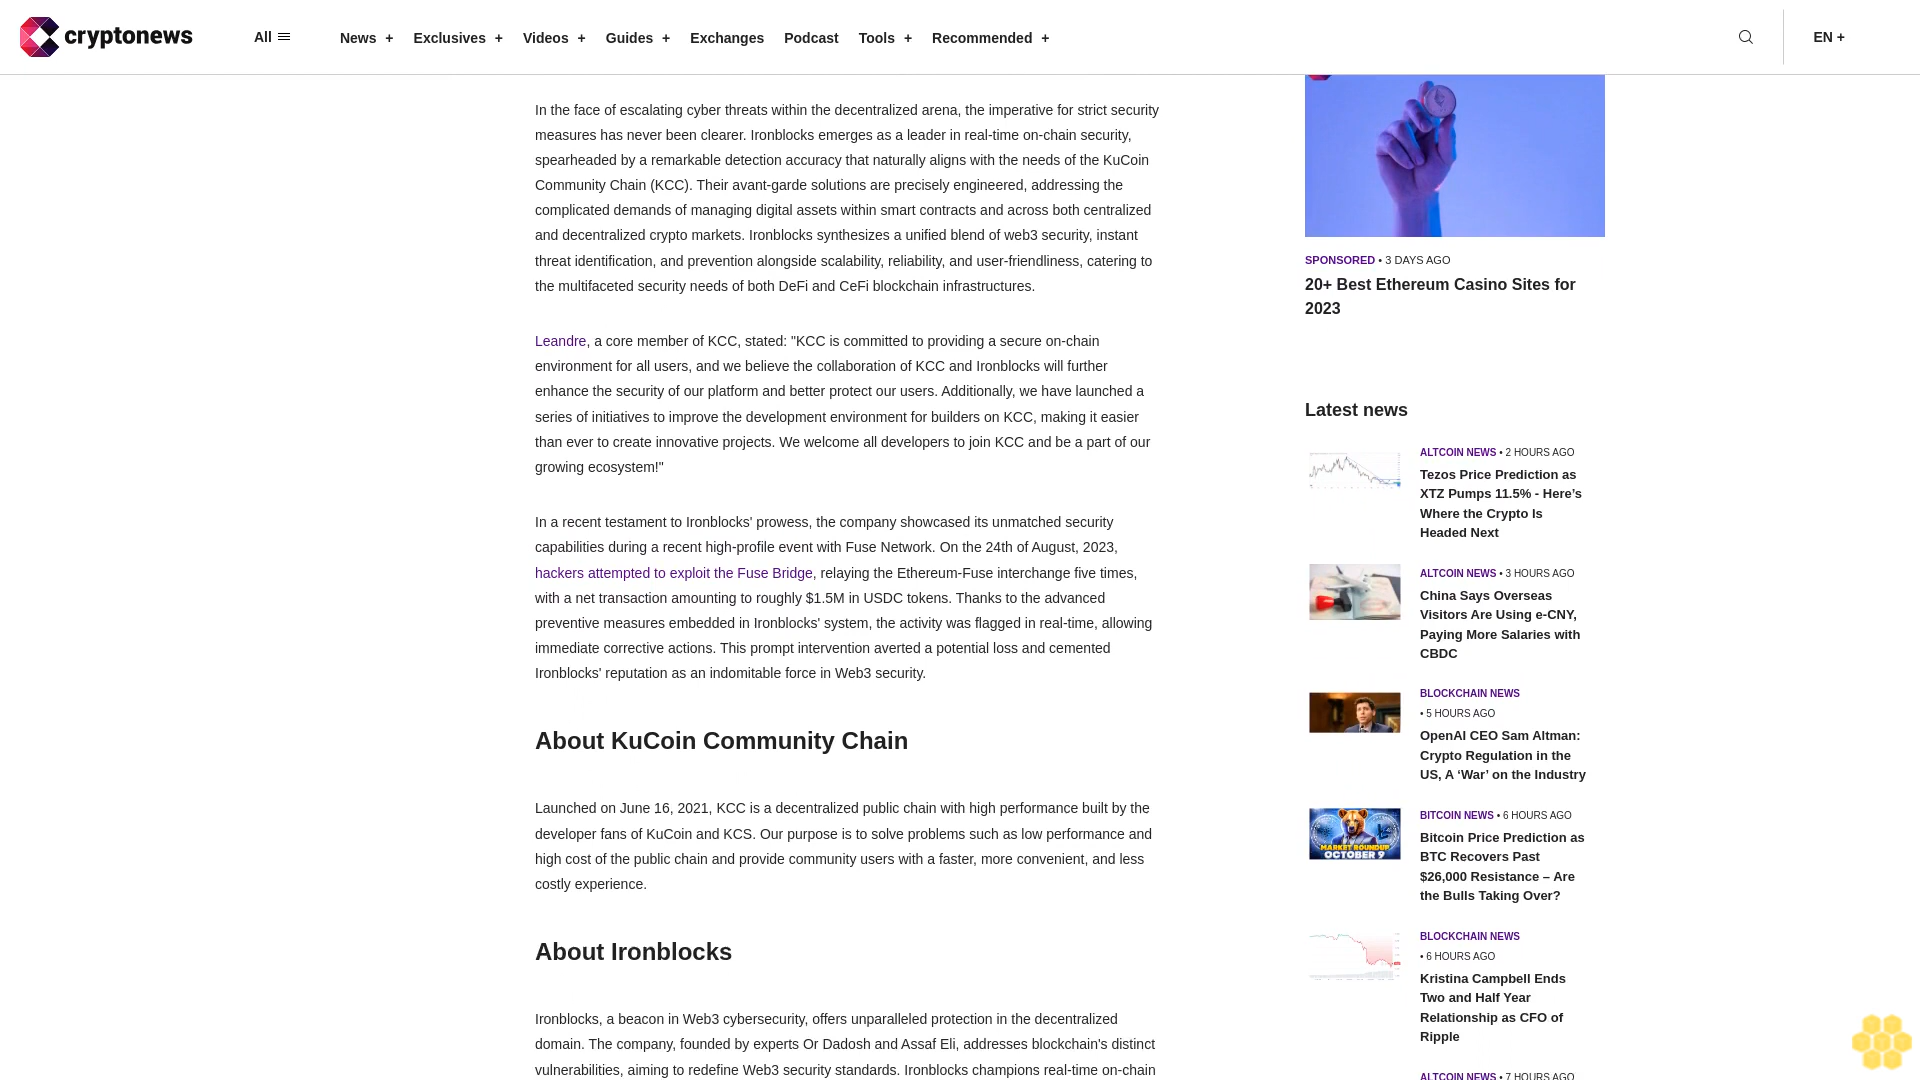 cryptonews
All
News +
Exclusives +
Videos +
Guides +
Exchanges
Podcast
Tools +
Recommended +
EN +
In the face of escalating cyber threats within the decentralized arena, the imperative for strict security
measures has never been clearer. Ironblocks emerges as a leader in real-time on-chain security,
spearheaded by a remarkable detection accuracy that naturally aligns with the needs of the KuCoin
Community Chain (KCC). Their avant-garde solutions are precisely engineered, addressing the
complicated demands of managing digital assets within smart contracts and across both centralized
and decentralized crypto markets. Ironblocks synthesizes a unified blend of web3 security, instant
threat identification, and prevention alongside scalability, reliability, and user-friendliness, catering to
the multifaceted security needs of both DeFi and CeFi blockchain infrastructures.
Leandre, a core member of KCC, stated: "KCC is committed to providing a secure on-chain
environment for all users, and we believe the collaboration of KCC and Ironblocks will further
enhance the security of our platform and better protect our users. Additionally, we have launched a
series of initiatives to improve the development environment for builders on KCC, making it easier
than ever to create innovative projects. We welcome all developers to join KCC and be a part of our
growing ecosystem!"
In a recent testament to Ironblocks' prowess, the company showcased its unmatched security
capabilities during a recent high-profile event with Fuse Network. On the 24th of August, 2023,
hackers attempted to exploit the Fuse Bridge, relaying the Ethereum-Fuse interchange five times,
with a net transaction amounting to roughly $1.5M in USDC tokens. Thanks to the advanced
preventive measures embedded in Ironblocks' system, the activity was flagged in real-time, allowing
immediate corrective actions. This prompt intervention averted a potential loss and cemented
Ironblocks' reputation as an indomitable force in Web3 security.
About KuCoin Community Chain
Launched on June 16, 2021, KCC is a decentralized public chain with high performance built by the
developer fans of KuCoin and KCS. Our purpose is to solve problems such as low performance and
high cost of the public chain and provide community users with a faster, more convenient, and less
costly experience.
About Ironblocks
Ironblocks, a beacon in Web3 cybersecurity, offers unparalleled protection in the decentralized
domain. The company, founded by experts Or Dadosh and Assaf Eli, addresses blockchain's distinct
vulnerabilities, aiming to redefine Web3 security standards. Ironblocks champions real-time on-chain
SPONSORED • 3 DAYS AGO
20+ Best Ethereum Casino Sites for
2023
Latest news
ALTCOIN NEWS • 2 HOURS AGO
Tezos Price Prediction as
XTZ Pumps 11.5% - Here’s
Where the Crypto Is
Headed Next
ALTCOIN NEWS • 3 HOURS AGO
China Says Overseas
Visitors Are Using e-CNY,
Paying More Salaries with
CBDC
BLOCKCHAIN NEWS
• 5 HOURS AGO
OpenAI CEO Sam Altman:
Crypto Regulation in the
US, A ‘War’ on the Industry
MARKET ROUNDUP
OCTOBER 9
BITCOIN NEWS • 6 HOURS AGO
Bitcoin Price Prediction as
BTC Recovers Past
$26,000 Resistance – Are
the Bulls Taking Over?
BLOCKCHAIN NEWS
• 6 HOURS AGO
Kristina Campbell Ends
Two and Half Year
Relationship as CFO of
Ripple
ALTCOIN NEWS • 7 HOURS AGO